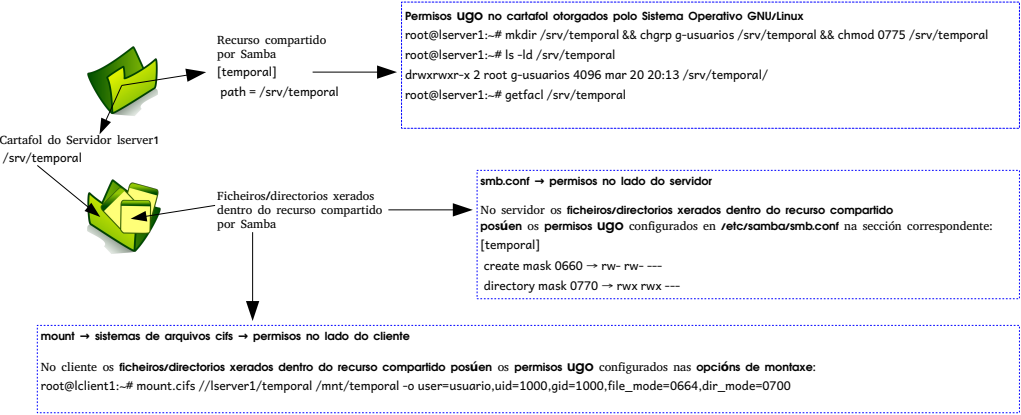 Permisos ugo no cartafol otorgados polo Sistema Operativo GNU/Linux
root@lserver1:~# mkdir /srv/temporal && chgrp g-usuarios /srv/temporal && chmod 0775 /srv/temporal
root@lserver1:~# ls -ld /srv/temporal
drwxrwxr-x 2 root g-usuarios 4096 mar 20 20:13 /srv/temporal/
root@lserver1:~# getfacl /srv/temporal
Recurso compartido
por Samba
[temporal]
path = /srv/temporal
Cartafol do Servidor lserver1
/srv/temporal
Ficheiros/directorios xerados
dentro do recurso compartido
por Samba
smb.conf → permisos no lado do servidor
No servidor os ficheiros/directorios xerados dentro do recurso compartido
posúen os permisos ugo configurados en /etc/samba/smb.conf na sección correspondente:
[temporal]
create mask 0660 → rw- rw- ---
directory mask 0770 → rwx rwx ---
mount → sistemas de arquivos cifs → permisos no lado do cliente
No cliente os ficheiros/directorios xerados dentro do recurso compartido posúen os permisos ugo configurados nas opcións de montaxe:
root@lclient1:~# mount.cifs //lserver1/temporal /mnt/temporal -o user=usuario,uid=1000,gid=1000,file_mode=0664,dir_mode=0700